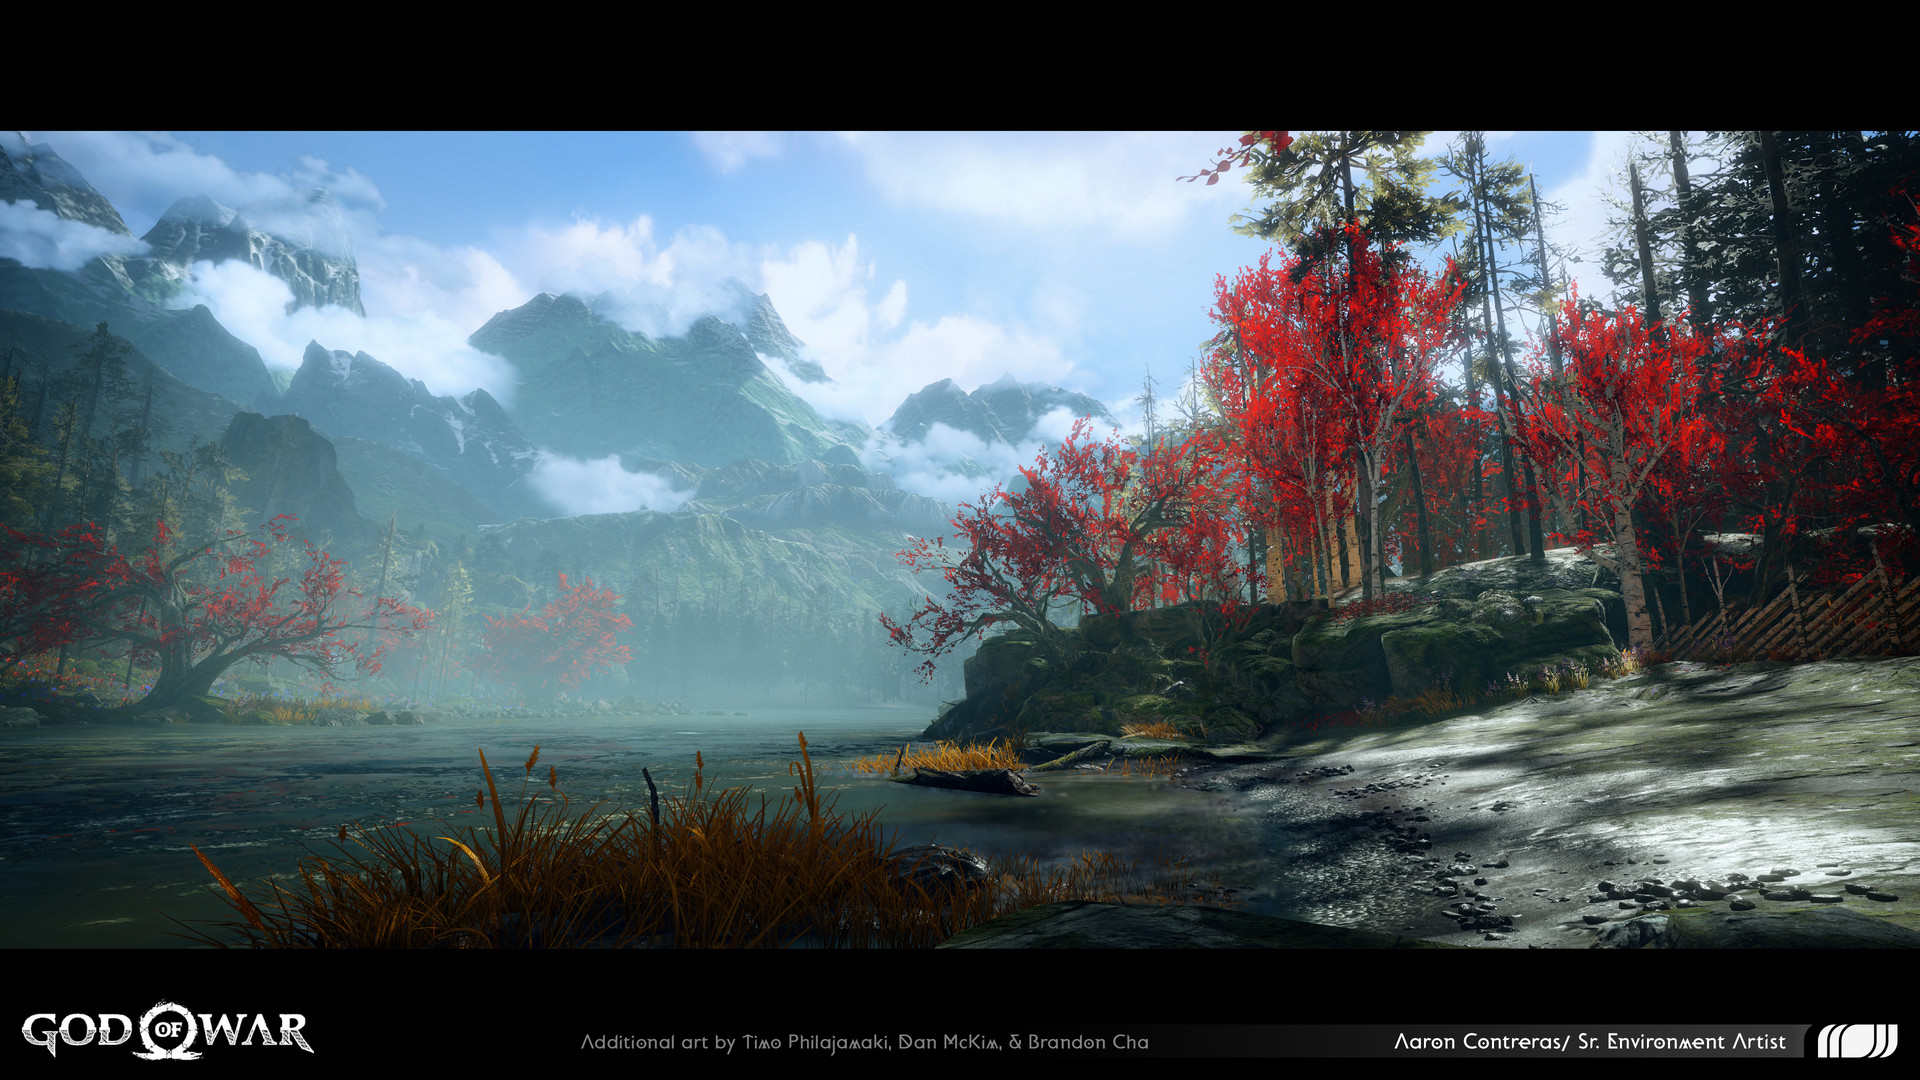 GOD OF WAR
Additional art by Timo Philajamaki, Dan McKim, & Brandon Cha
Aaron Contreras/ Sr. Environment Artist